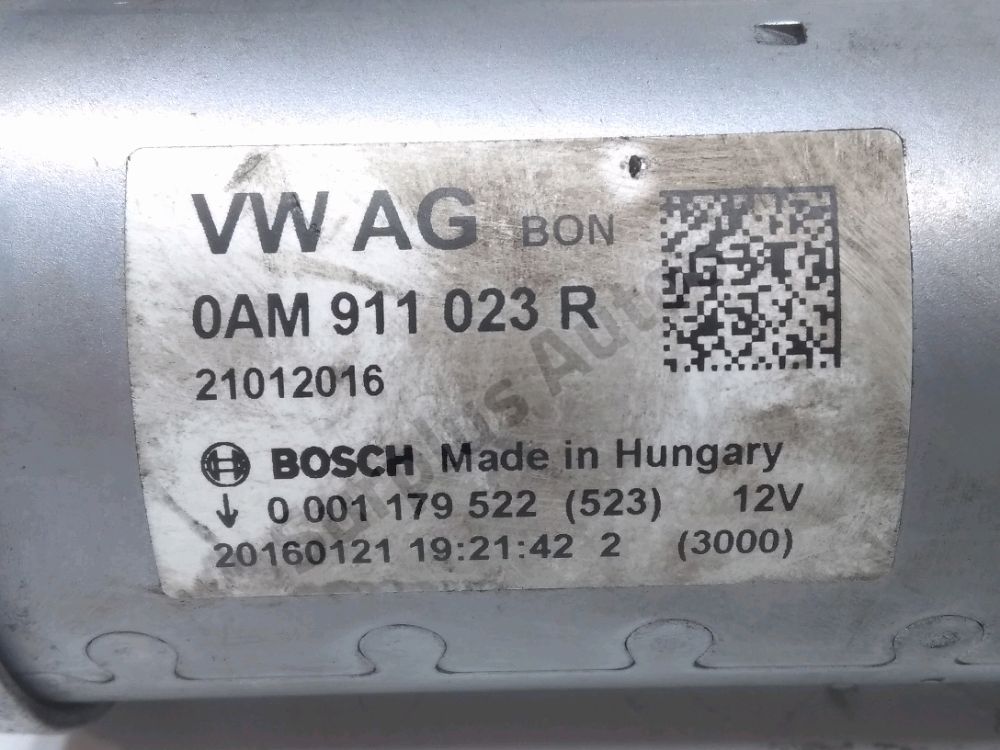 VW AG BON
0AM 911 023 R
21012016
BOSCH Made in Hungary
↓ 0 001 179 522 (523) 12V
20160121 19:21:42 2 (3000)